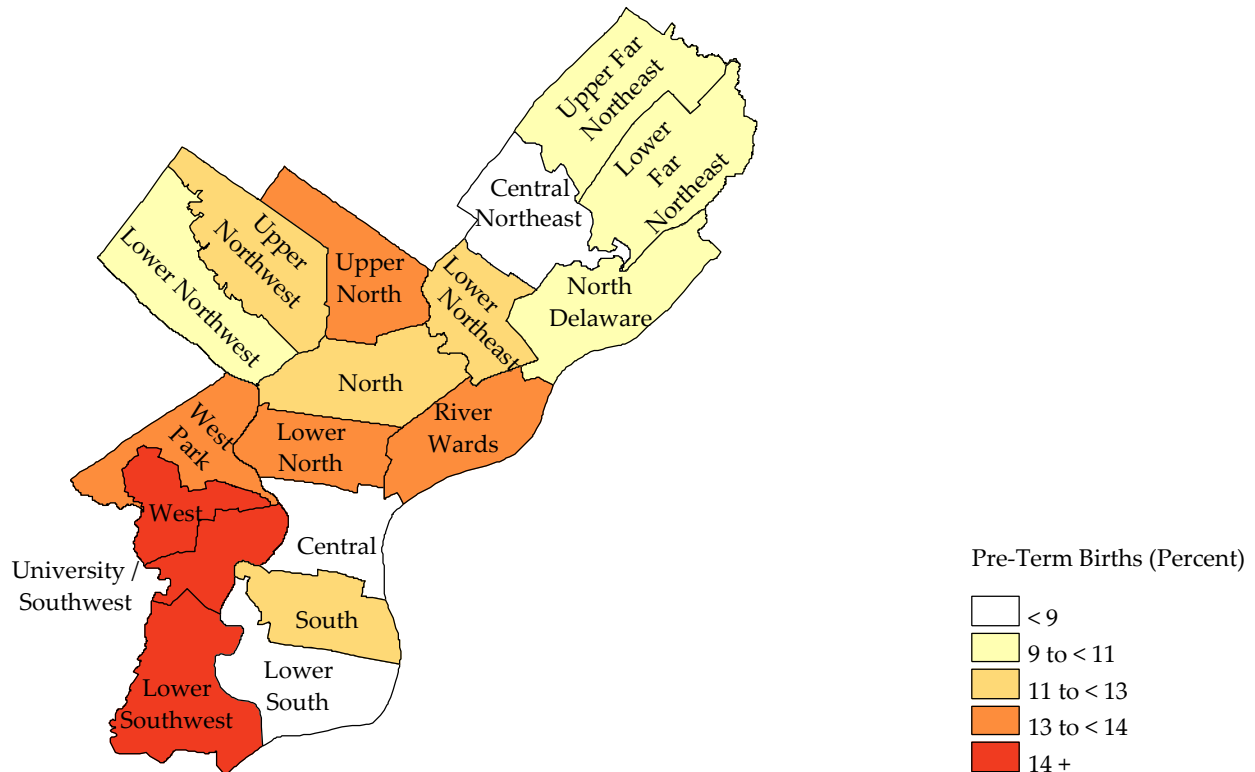 Upper Far
Northeast
Lower
Far
Northeast
Central
Northeast
Upper
Northwest
Lower Northwest
Upper
North
Lower
Northeast
North
Delaware
North
West
Park
Lower
North
River
Wards
West
Central
University /
Southwest
South
Lower
South
Lower
Southwest
Pre-Term Births (Percent)
< 9
9 to < 11
11 to < 13
13 to < 14
14 +